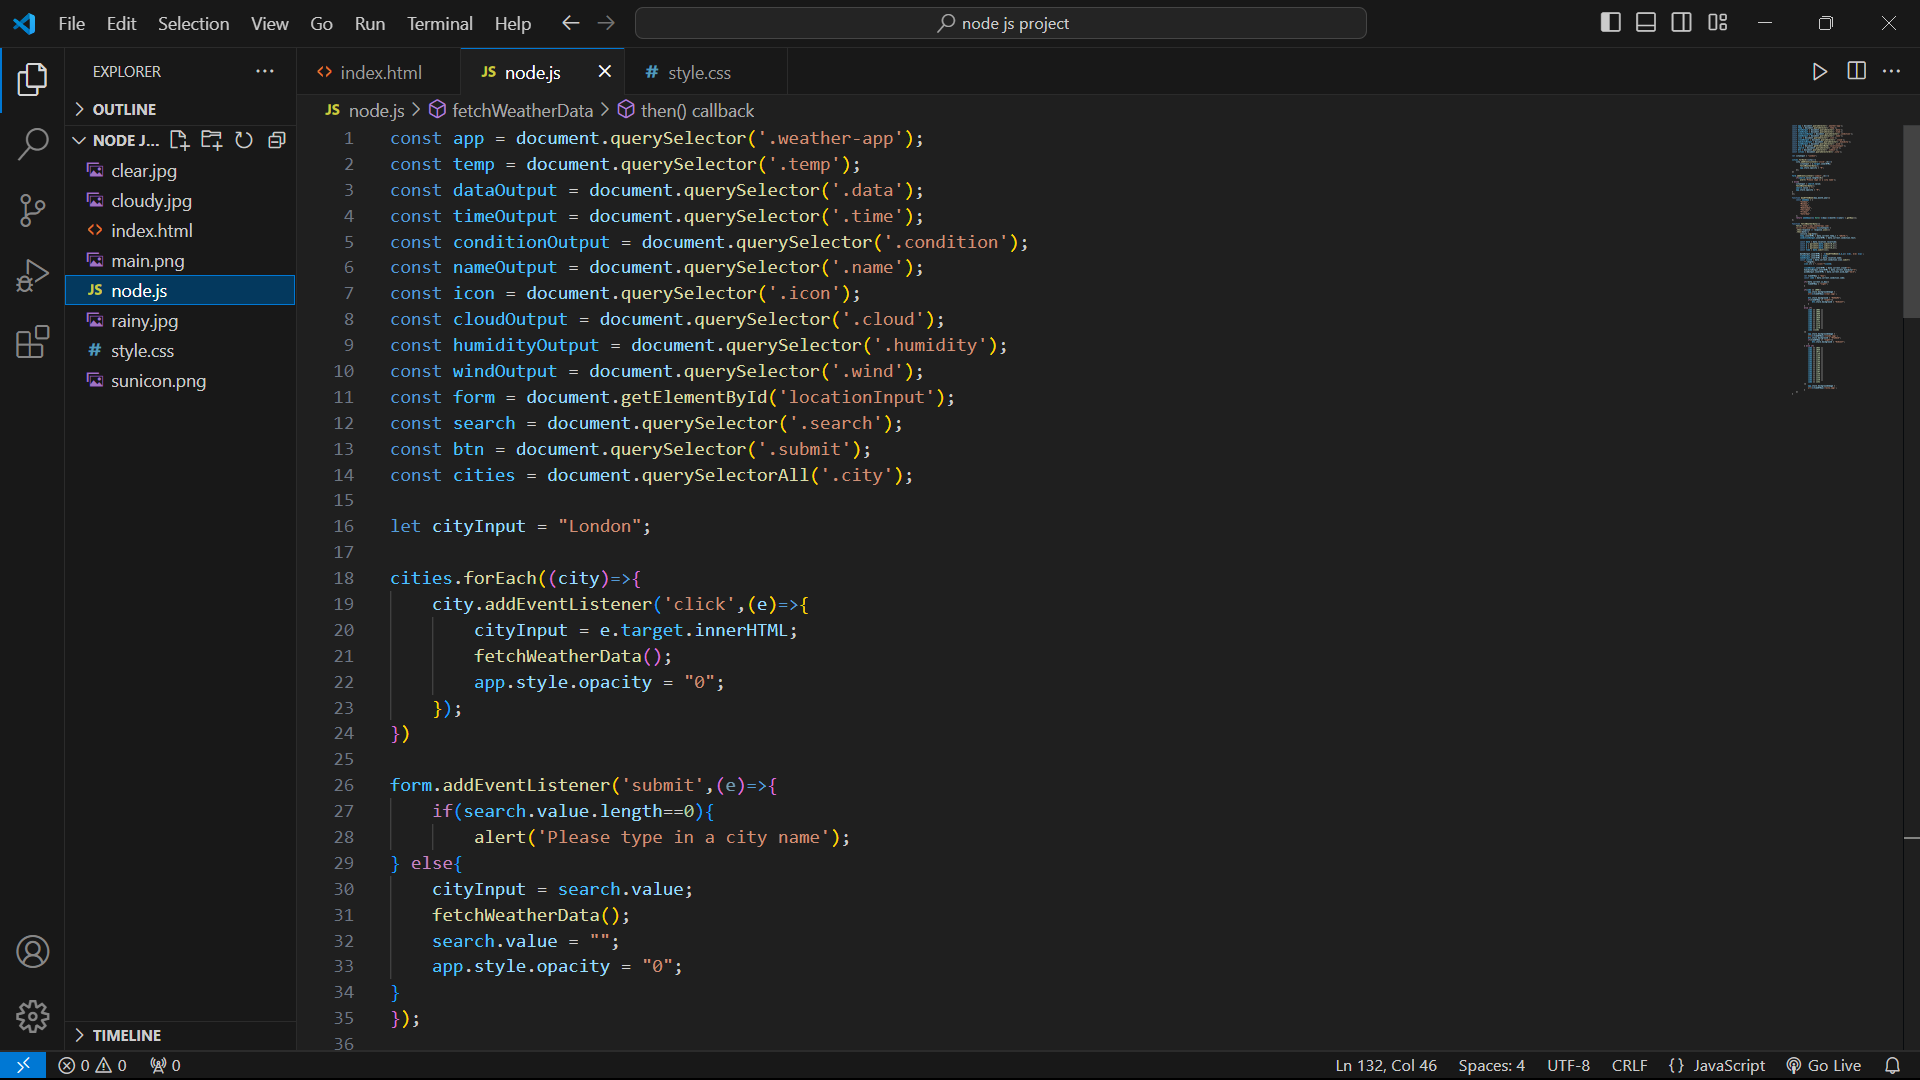 File Edit Selection View Go Run Terminal Help node js project
EXPLORER
OUTLINE
NODE J...
clear.jpg
cloudy.jpg
index.html
main.png
JS node.js
rainy.jpg
# style.css
sunicon.png
TIMELINE
<> index.html JS node.js # style.css
JS node.js > fetchWeatherData > then() callback
1 const app = document.querySelector('.weather-app');
2 const temp = document.querySelector('.temp');
3 const dataOutput = document.querySelector('.data');
4 const timeOutput = document.querySelector('.time');
5 const conditionOutput = document.querySelector('.condition');
6 const nameOutput = document.querySelector('.name');
7 const icon = document.querySelector('.icon');
8 const cloudOutput = document.querySelector('.cloud');
9 const humidityOutput = document.querySelector('.humidity');
10 const windOutput = document.querySelector('.wind');
11 const form = document.getElementById('locationInput');
12 const search = document.querySelector('.search');
13 const btn = document.querySelector('.submit');
14 const cities = document.querySelectorAll('.city');
15
16 let cityInput = "London";
17
18 cities.forEach((city)=>{
19 city.addEventListener('click',(e)=>{
20 cityInput = e.target.innerHTML;
21 fetchWeatherData();
22 app.style.opacity = "0";
23 });
24 })
25
26 form.addEventListener('submit',(e)=>{
27 if(search.value.length==0){
28 alert('Please type in a city name');
29 } else{
30 cityInput = search.value;
31 fetchWeatherData();
32 search.value = "";
33 app.style.opacity = "0";
34 }
35 });
36
0 0 0 Ln 132, Col 46 Spaces: 4 UTF-8 CRLF {} JavaScript Go Live